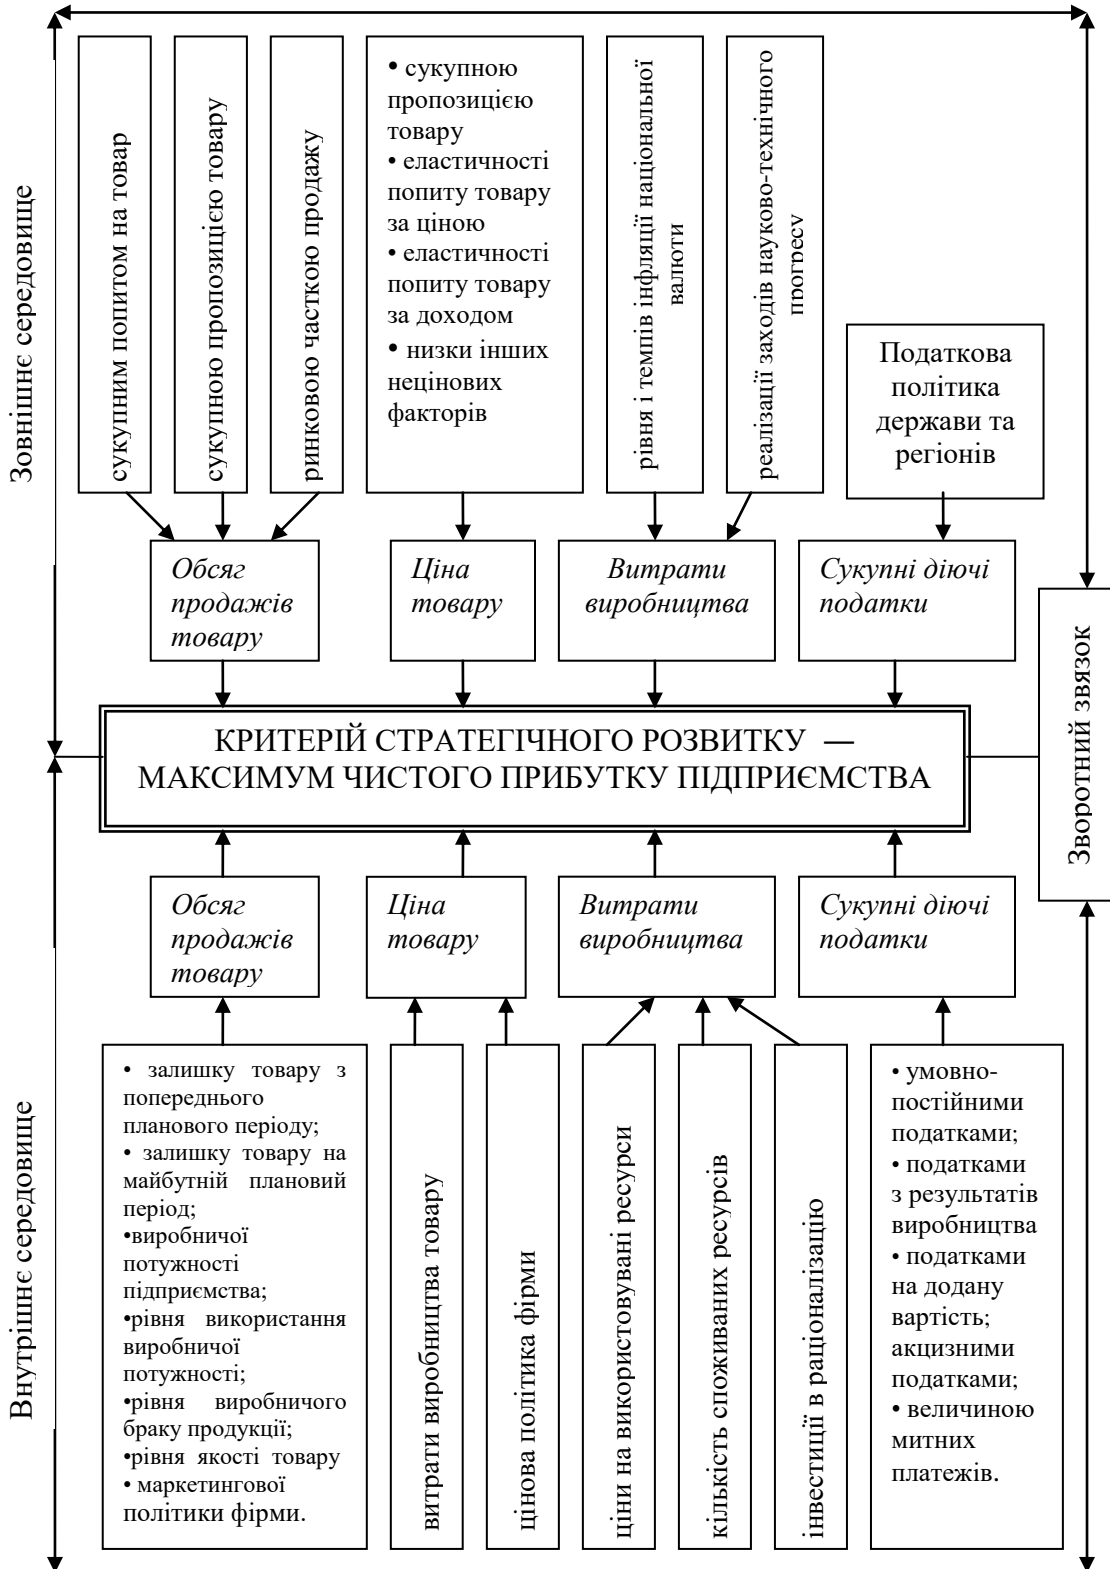 Зовнішнє середовище
сукупним попитом на товар
сукупною пропозицією товару
ринковою часткою продажу
• сукупною
пропозицією
товару
• еластичності
попиту товару
за ціною
• еластичності
попиту товару
за доходом
• низки інших
нецінових
факторів
рівня і темпів інфляції національної
валюти
реалізації заходів науково-технічного
прогресу
Податкова
політика
держави та
регіонів
Обсяг
продажів
товару
Ціна
товару
Витрати
виробництва
Сукупні діючі
податки
Зворотний звязок
КРИТЕРІЙ СТРАТЕГІЧНОГО РОЗВИТКУ —
МАКСИМУМ ЧИСТОГО ПРИБУТКУ ПІДПРИЄМСТВА
Внутрішнє середовище
Обсяг
продажів
товару
Ціна
товару
Витрати
виробництва
Сукупні діючі
податки
• залишку товару з
попереднього
планового періоду;
• залишку товару на
майбутній плановий
період;
•виробничої
потужності
підприємства;
•рівня використання
виробничої
потужності;
•рівня виробничого
браку продукції;
•рівня якості товару
• маркетингової
політики фірми.
витрати виробництва товару
цінова політика фірми
ціни на використовувані ресурси
кількість споживаних ресурсів
інвестиції в раціоналізацію
• умовно-
постійними
податками;
• податками
з результатів
виробництва
• податками
на додану
вартість;
акцизними
податками;
• величиною
митних
платежів.